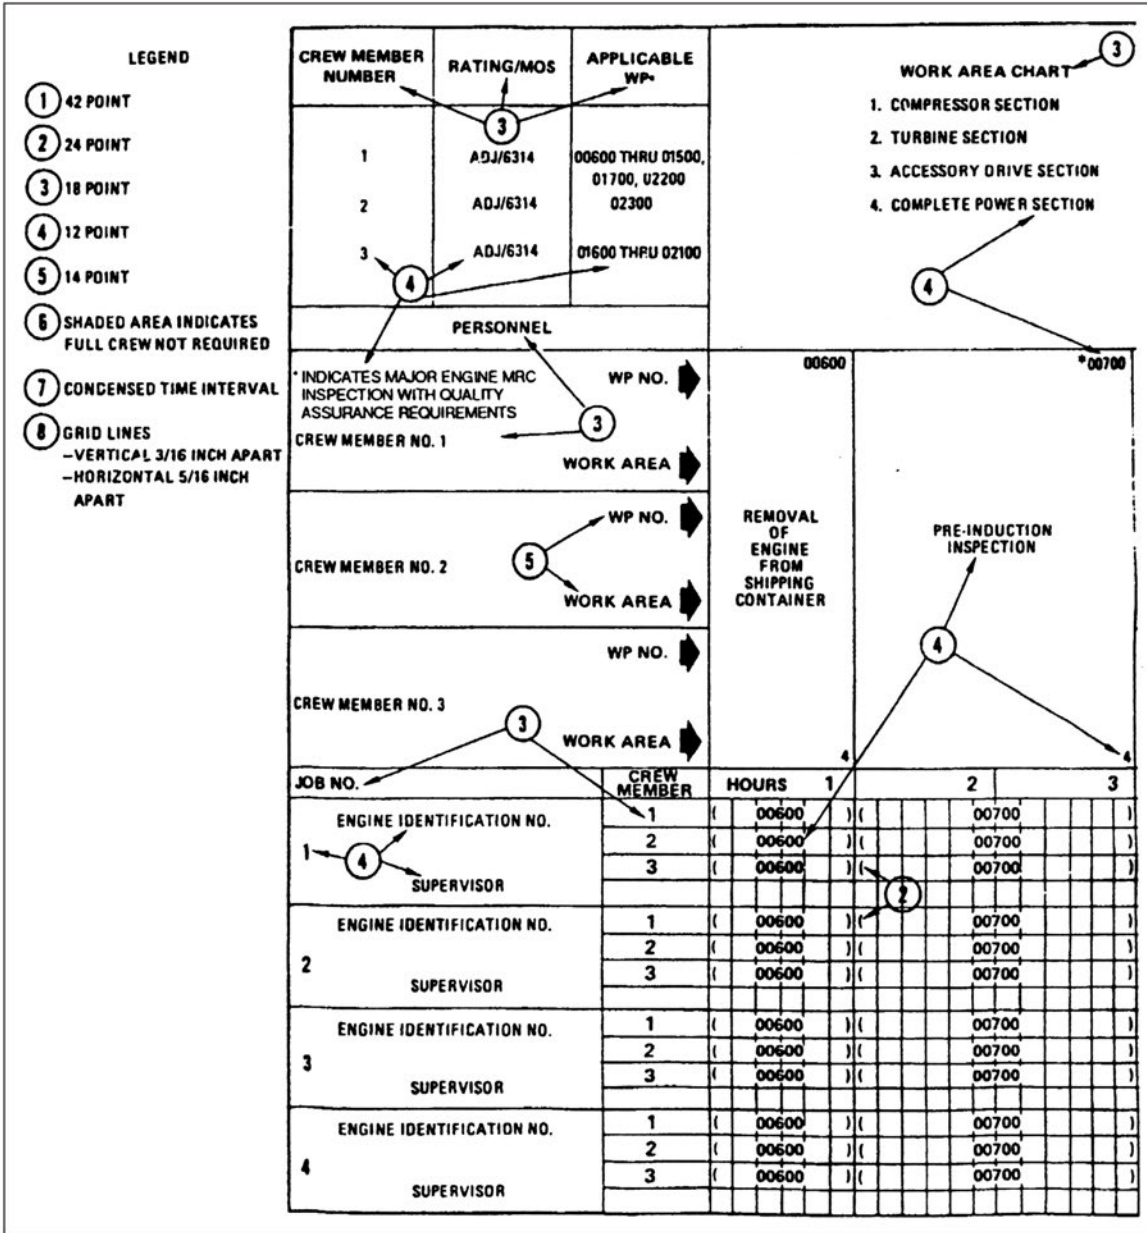 LEGEND
1 42 POINT
2 24 POINT
3 18 POINT
4 12 POINT
5 14 POINT
6 SHADED AREA INDICATES
FULL CREW NOT REQUIRED
7 CONDENSED TIME INTERVAL
8 GRID LINES
–VERTICAL 3/16 INCH APART
–HORIZONTAL 5/16 INCH
APART
CREW MEMBER
NUMBER
RATING/MOS
APPLICABLE
WP*
3
1 ADJ/6314 00600 THRU 01500,
01700, 02200
2 ADJ/6314 02300
3 ADJ/6314 01600 THRU 02100
4
PERSONNEL
WORK AREA CHART
3
1. COMPRESSOR SECTION
2. TURBINE SECTION
3. ACCESSORY DRIVE SECTION
4. COMPLETE POWER SECTION
4
* INDICATES MAJOR ENGINE MRC
INSPECTION WITH QUALITY
ASSURANCE REQUIREMENTS
WP NO.
3
CREW MEMBER NO. 1
WORK AREA
WP NO.
5
CREW MEMBER NO. 2
WORK AREA
WP NO.
CREW MEMBER NO. 3
3
WORK AREA
00600
REMOVAL
OF
ENGINE
FROM
SHIPPING
CONTAINER
4
*00700
PRE-INDUCTION
INSPECTION
4
4
JOB NO. CREW
MEMBER
HOURS 1 2 3
ENGINE IDENTIFICATION NO. 1 ( 00600 ) ( 00700 )
2 ( 00600 ) ( 00700 )
1 4 3 ( 00600 ) ( 00700 )
SUPERVISOR 2
ENGINE IDENTIFICATION NO. 1 ( 00600 ) ( 00700 )
2 ( 00600 ) ( 00700 )
2 3 ( 00600 ) ( 00700 )
SUPERVISOR
ENGINE IDENTIFICATION NO. 1 ( 00600 ) ( 00700 )
2 ( 00600 ) ( 00700 )
3 3 ( 00600 ) ( 00700 )
SUPERVISOR
ENGINE IDENTIFICATION NO. 1 ( 00600 ) ( 00700 )
2 ( 00600 ) ( 00700 )
4 3 ( 00600 ) ( 00700 )
SUPERVISOR